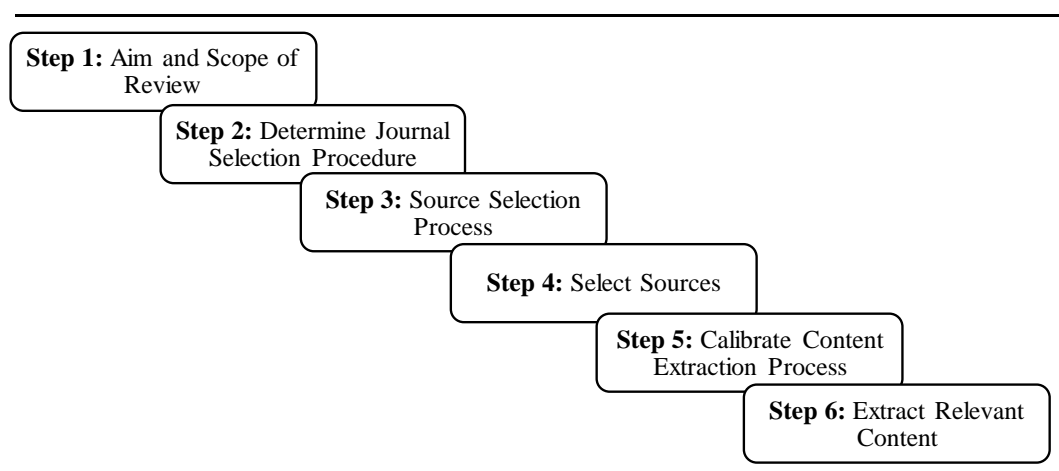 Step 1: Aim and Scope of
Review
Step 2: Determine Journal
Selection Procedure
Step 3: Source Selection
Process
Step 4: Select Sources
Step 5: Calibrate Content
Extraction Process
Step 6: Extract Relevant
Content